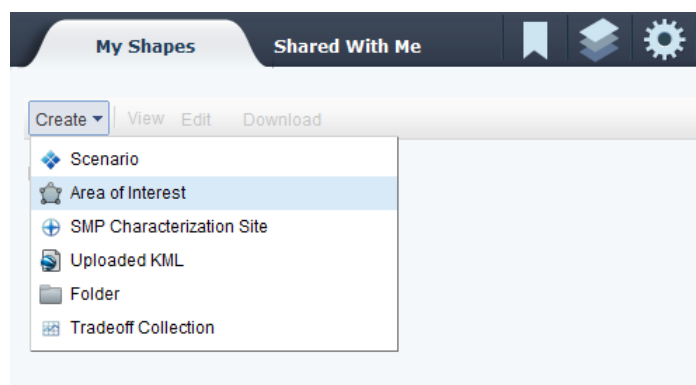 My Shapes Shared With Me
Create View Edit Download
Scenario
Area of Interest
SMP Characterization Site
Uploaded KML
Folder
Tradeoff Collection